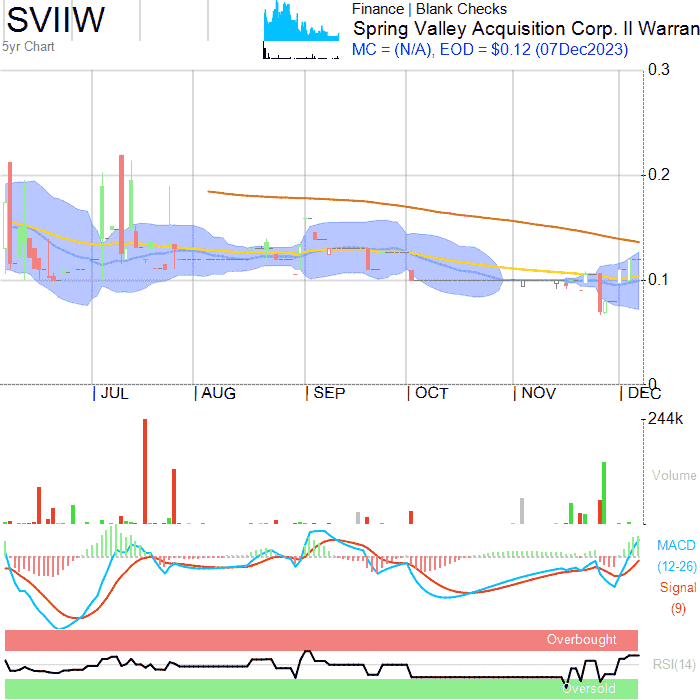 SVIIW
5yr Chart
Finance | Blank Checks
Spring Valley Acquisition Corp. II Warran
MC = (N/A), EOD = $0.12 (07Dec2023)
0.3
0.2
0.1
0
JUL AUG SEP OCT NOV DEC
244k
Volume
MACD
(12-26)
Signal
(9)
Overbought
RSI(14)
Oversold